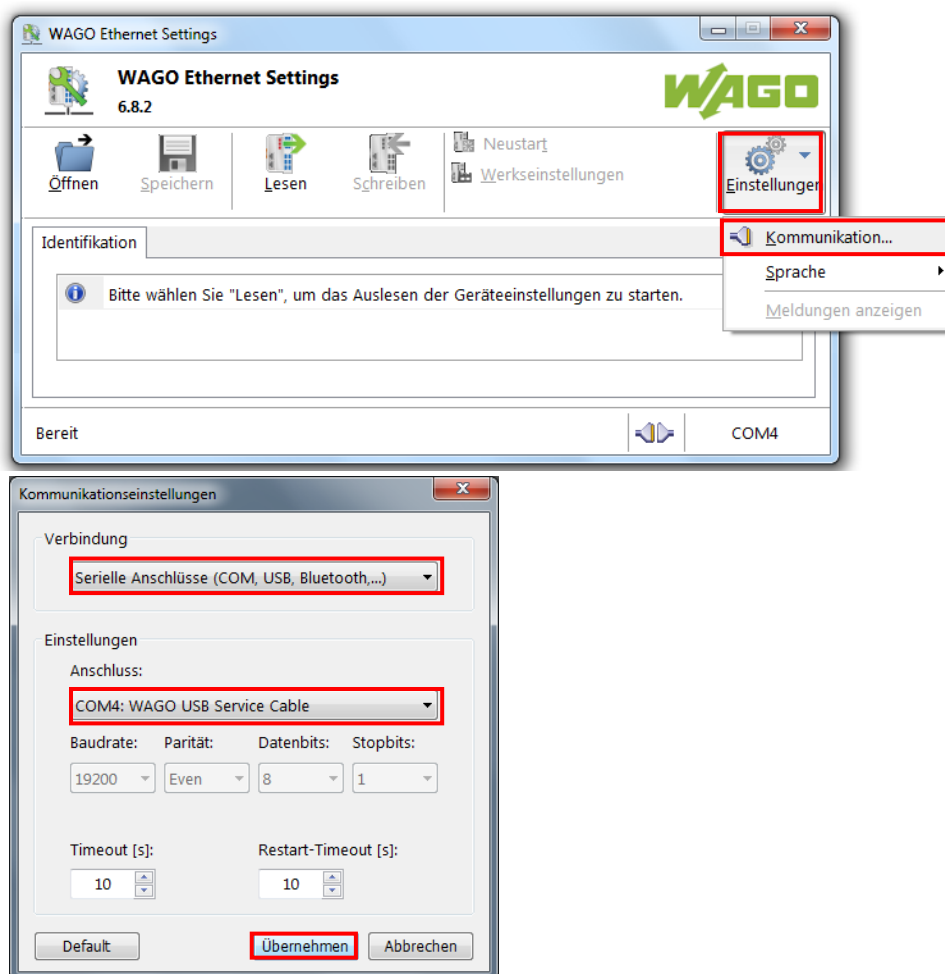 WAGO Ethernet Settings
WAGO Ethernet Settings
6.8.2
WAGO
Öffnen
Speichern
Lesen
Schreiben
Neustart
Werkseinstellungen
Einstellungen
Kommunikation...
Sprache
Meldungen anzeigen
Identifikation
Bitte wählen Sie "Lesen", um das Auslesen der Geräteeinstellungen zu starten.
Bereit
COM4
Kommunikationseinstellungen
Verbindung
Serielle Anschlüsse (COM, USB, Bluetooth,...)
Einstellungen
Anschluss:
COM4: WAGO USB Service Cable
Baudrate: Parität: Datenbits: Stopbits:
19200 Even 8 1
Timeout [s]: Restart-Timeout [s]:
10 10
Default Übernehmen Abbrechen